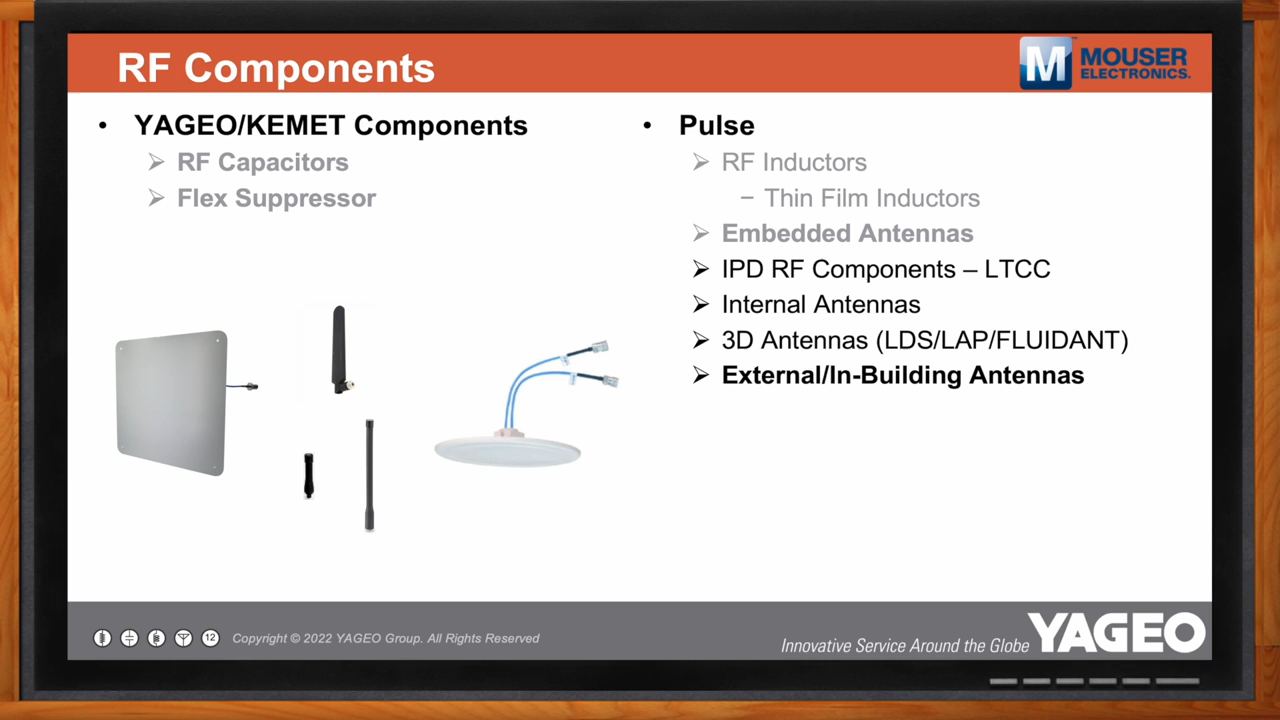 RF Components
M MOUSER
ELECTRONICS.
• YAGEO/KEMET Components
➢ RF Capacitors
➢ Flex Suppressor
• Pulse
➢ RF Inductors
− Thin Film Inductors
➢ Embedded Antennas
➢ IPD RF Components – LTCC
➢ Internal Antennas
➢ 3D Antennas (LDS/LAP/FLUIDANT)
➢ External/In-Building Antennas
12 Copyright © 2022 YAGEO Group. All Rights Reserved
Innovative Service Around the Globe YAGEO